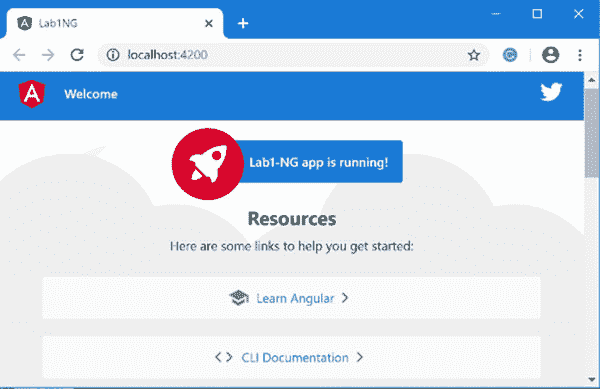 Lab1NG
localhost:4200
Welcome
Lab1-NG app is running!
Resources
Here are some links to help you get started:
Learn Angular
CLI Documentation